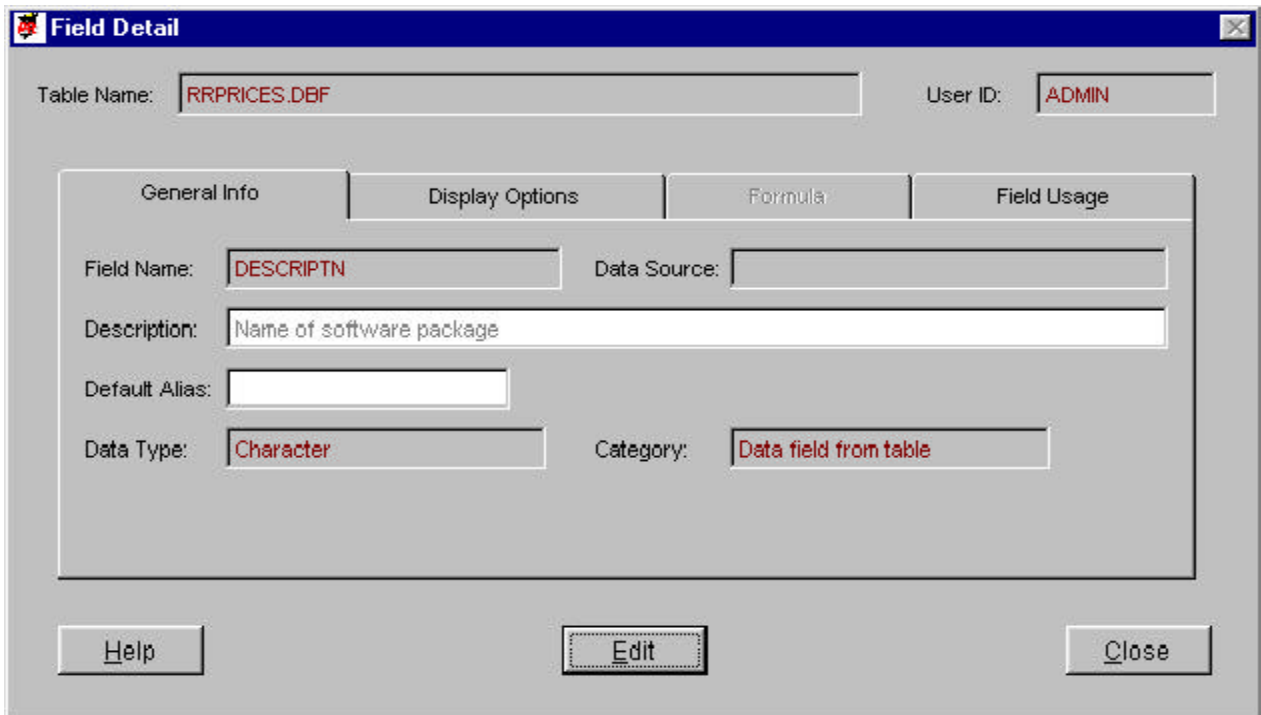 Field Detail
Table Name: RRPRICES.DBF User ID: ADMIN
General Info Display Options Formula Field Usage
Field Name: DESCRIPTN Data Source:
Description: Name of software package
Default Alias:
Data Type: Character Category: Data field from table
Help Edit Close